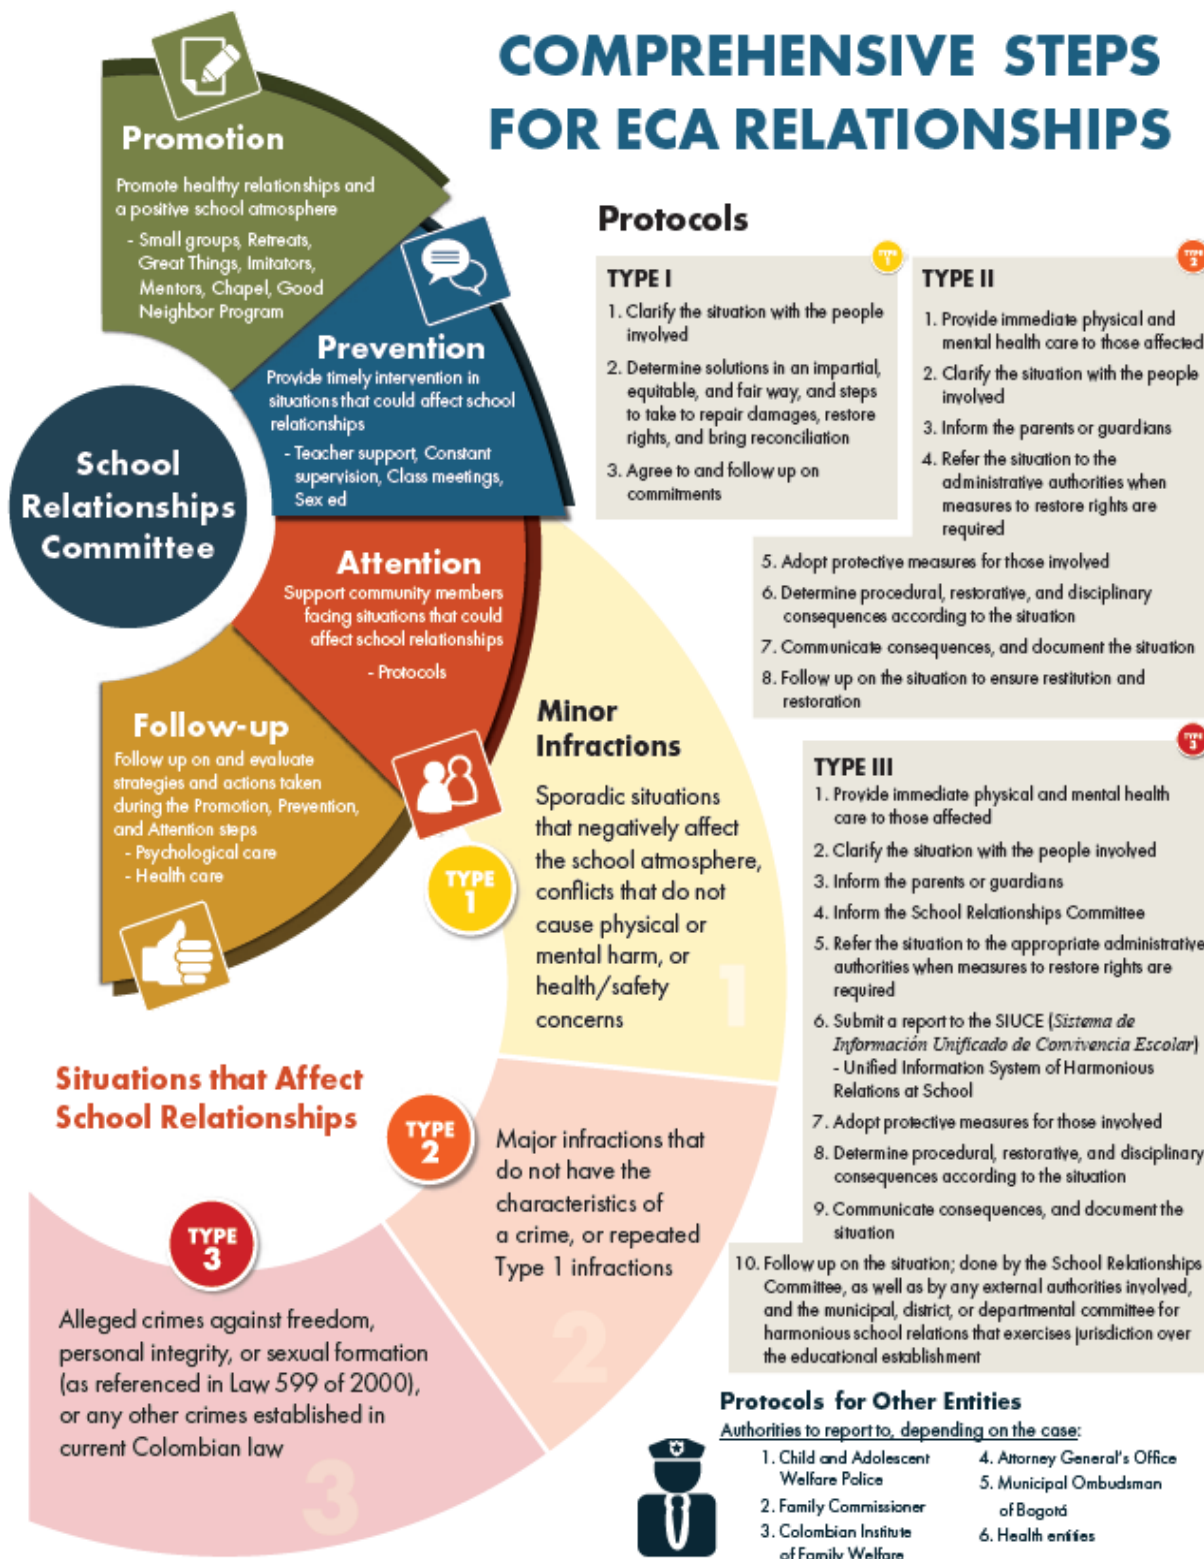 COMPREHENSIVE STEPS
FOR ECA RELATIONSHIPS
Promotion
Promote healthy relationships and
a positive school atmosphere
- Small groups, Retreats,
Great Things, Imitators,
Mentors, Chapel, Good
Neighbor Program
Prevention
Provide timely intervention in
situations that could affect school
relationships
- Teacher support, Constant
supervision, Class meetings,
Sex ed
School
Relationships
Committee
Attention
Support community members
facing situations that could
affect school relationships
- Protocols
Follow-up
Follow up on and evaluate
strategies and actions taken
during the Promotion, Prevention,
and Attention steps
- Psychological care
- Health care
Situations that Affect
School Relationships
TYPE
1
Minor
Infractions
Sporadic situations
that negatively affect
the school atmosphere,
conflicts that do not
cause physical or
mental harm, or
health/safety
concerns
1
TYPE
2
Major infractions that
do not have the
characteristics of
a crime, or repeated
Type 1 infractions
2
TYPE
3
Alleged crimes against freedom,
personal integrity, or sexual formation
(as referenced in Law 599 of 2000),
or any other crimes established in
current Colombian law
3
Protocols
TYPE
1
TYPE I
1. Clarify the situation with the people
involved
2. Determine solutions in an impartial,
equitable, and fair way, and steps
to take to repair damages, restore
rights, and bring reconciliation
3. Agree to and follow up on
commitments
TYPE
2
TYPE II
1. Provide immediate physical and
mental health care to those affected
2. Clarify the situation with the people
involved
3. Inform the parents or guardians
4. Refer the situation to the
administrative authorities when
measures to restore rights are
required
5. Adopt protective measures for those involved
6. Determine procedural, restorative, and disciplinary
consequences according to the situation
7. Communicate consequences, and document the situation
8. Follow up on the situation to ensure restitution and
restoration
TYPE
3
TYPE III
1. Provide immediate physical and mental health
care to those affected
2. Clarify the situation with the people involved
3. Inform the parents or guardians
4. Inform the School Relationships Committee
5. Refer the situation to the appropriate administrative
authorities when measures to restore rights are
required
6. Submit a report to the SIUCE (Sistema de
Información Unificado de Convivencia Escolar)
- Unified Information System of Harmonious
Relations at School
7. Adopt protective measures for those involved
8. Determine procedural, restorative, and disciplinary
consequences according to the situation
9. Communicate consequences, and document the
situation
10. Follow up on the situation; done by the School Relationships
Committee, as well as by any external authorities involved,
and the municipal, district, or departmental committee for
harmonious school relations that exercises jurisdiction over
the educational establishment
Protocols for Other Entities
Authorities to report to, depending on the case:
1. Child and Adolescent
Welfare Police
2. Family Commissioner
3. Colombian Institute
of Family Welfare
4. Attorney General's Office
5. Municipal Ombudsman
of Bogotá
6. Health entities